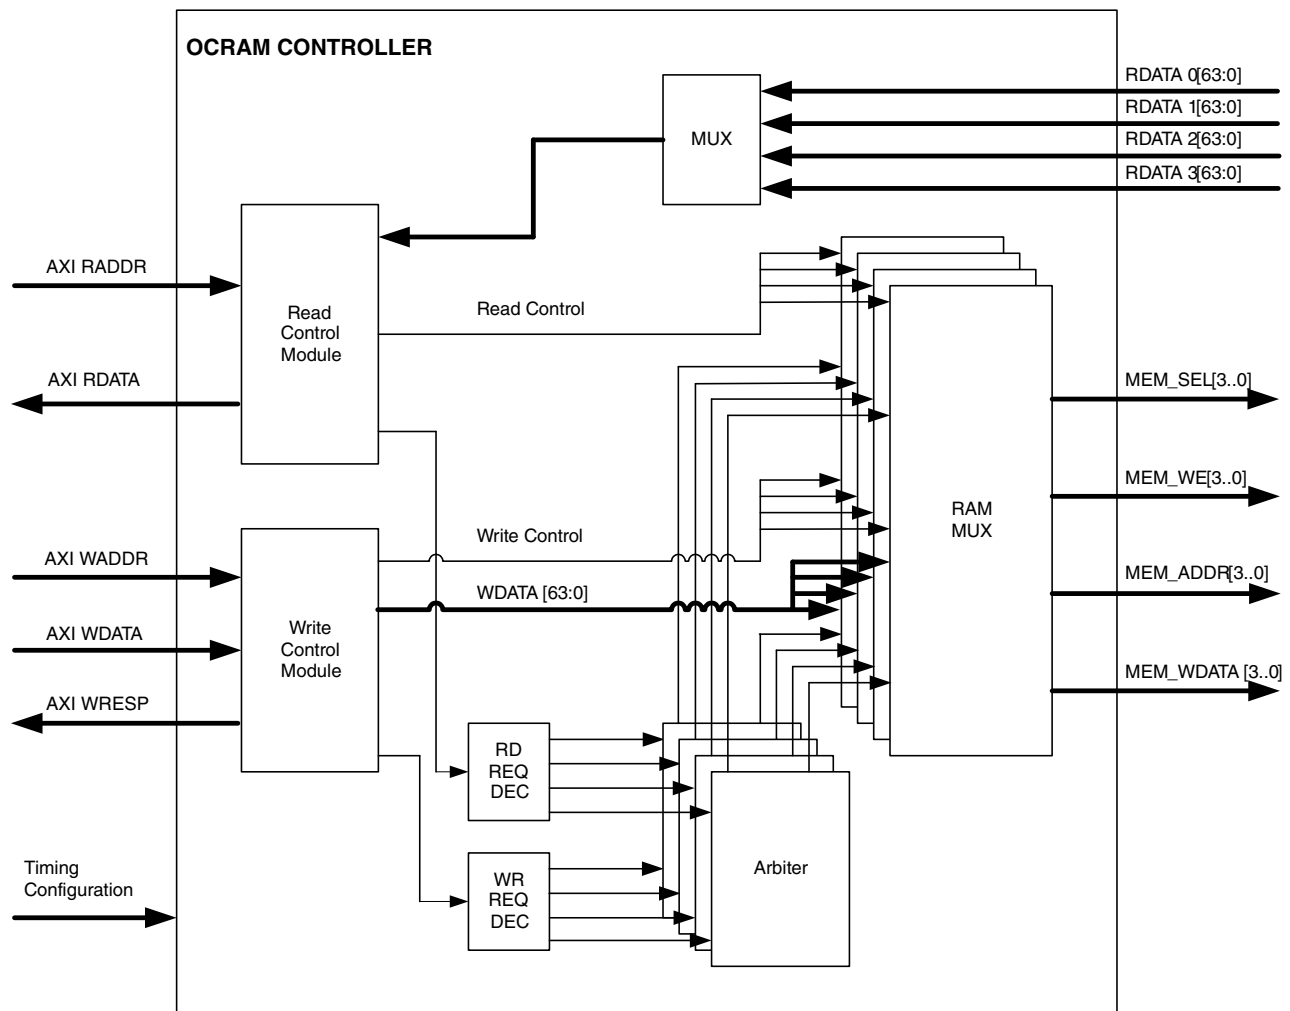 OCRAM CONTROLLER
RDATA 0[63:0]
RDATA 1[63:0]
RDATA 2[63:0]
RDATA 3[63:0]
MUX
AXI RADDR
AXI RDATA
Read
Control
Module
Read Control
MEM_SEL[3..0]
MEM_WE[3..0]
MEM_ADDR[3..0]
MEM_WDATA [3..0]
RAM
MUX
Write Control
WDATA [63:0]
AXI WADDR
AXI WDATA
AXI WRESP
Write
Control
Module
RD
REQ
DEC
WR
REQ
DEC
Arbiter
Timing
Configuration